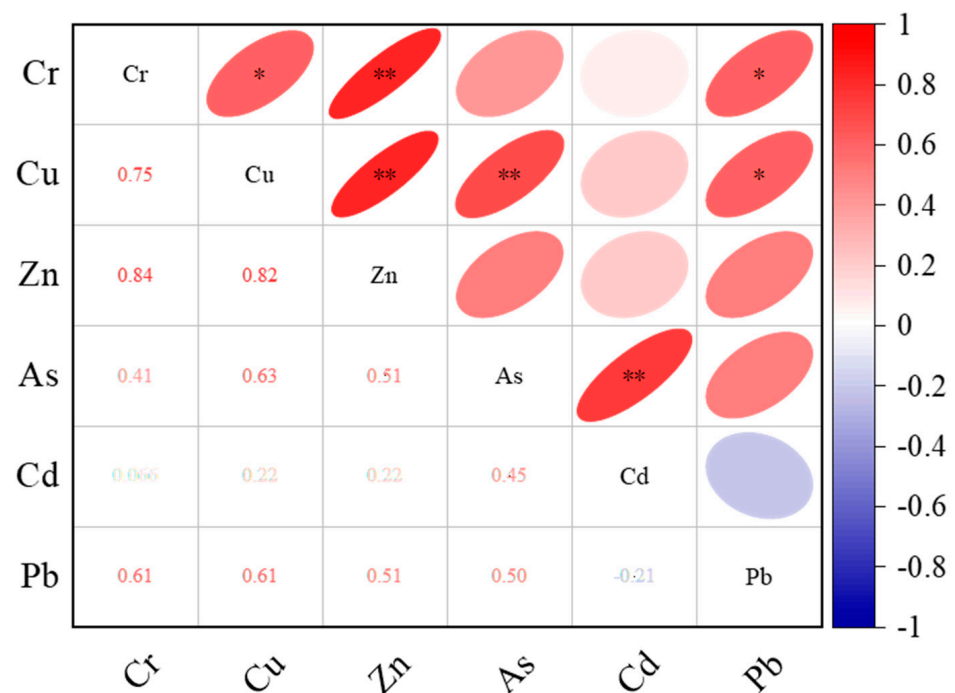 Cr Cr * ** * 1
0.8
Cu 0.75 Cu ** ** * 0.6
0.4
Zn 0.84 0.82 Zn 0.2
0
As 0.41 0.63 0.51 As ** -0.2
-0.4
Cd 0.066 0.22 0.22 0.45 Cd -0.6
-0.8
Pb 0.61 0.61 0.51 0.50 -0.21 Pb -1
Cr Cu Zn As Cd Pb